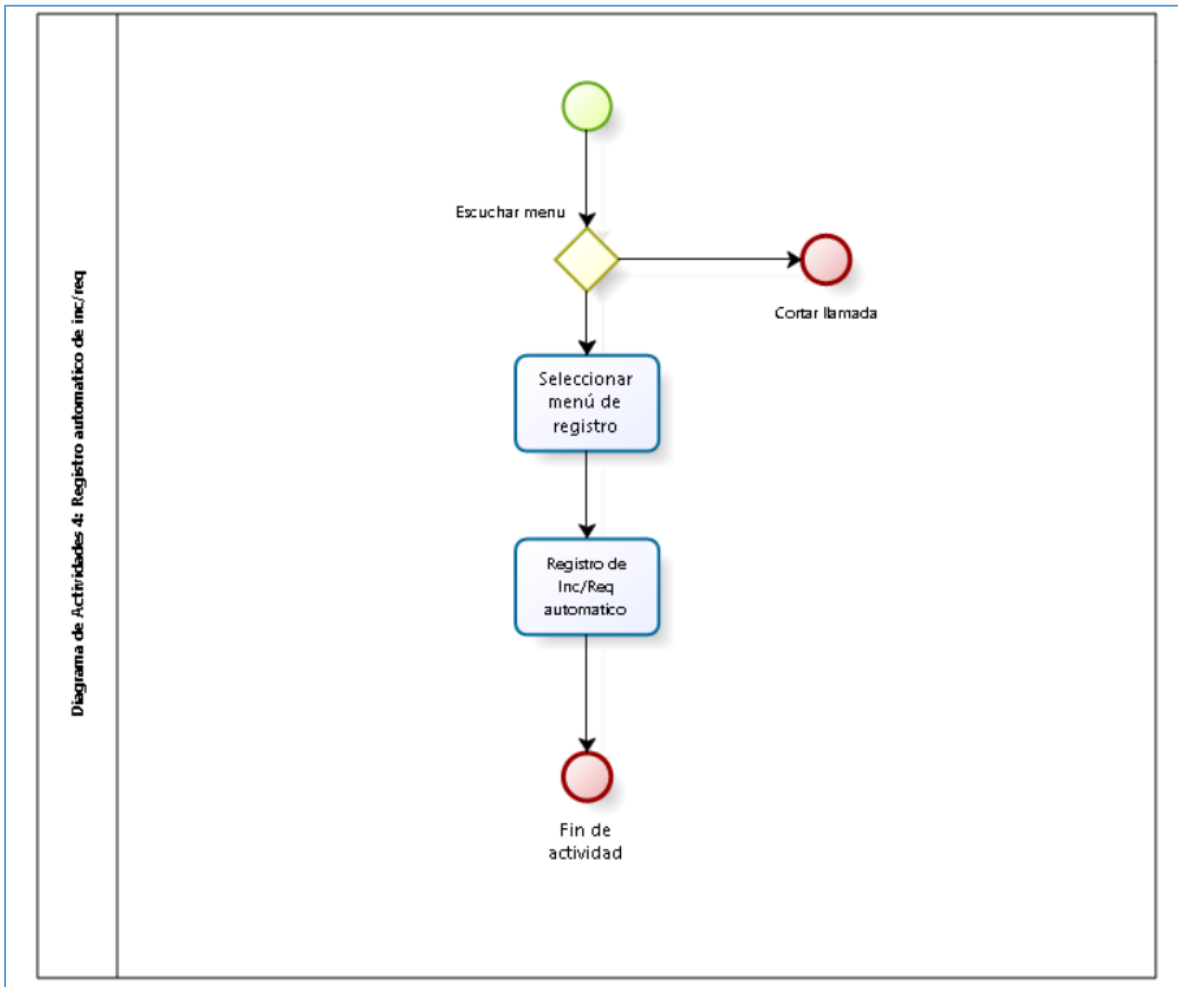 Diagrama de Actividades 4: Registro automatico de inc/req
Escuchar menu
Cortar llamada
Seleccionar
menú de
registro
Registro de
Inc/Req
automatico
Fin de
actividad